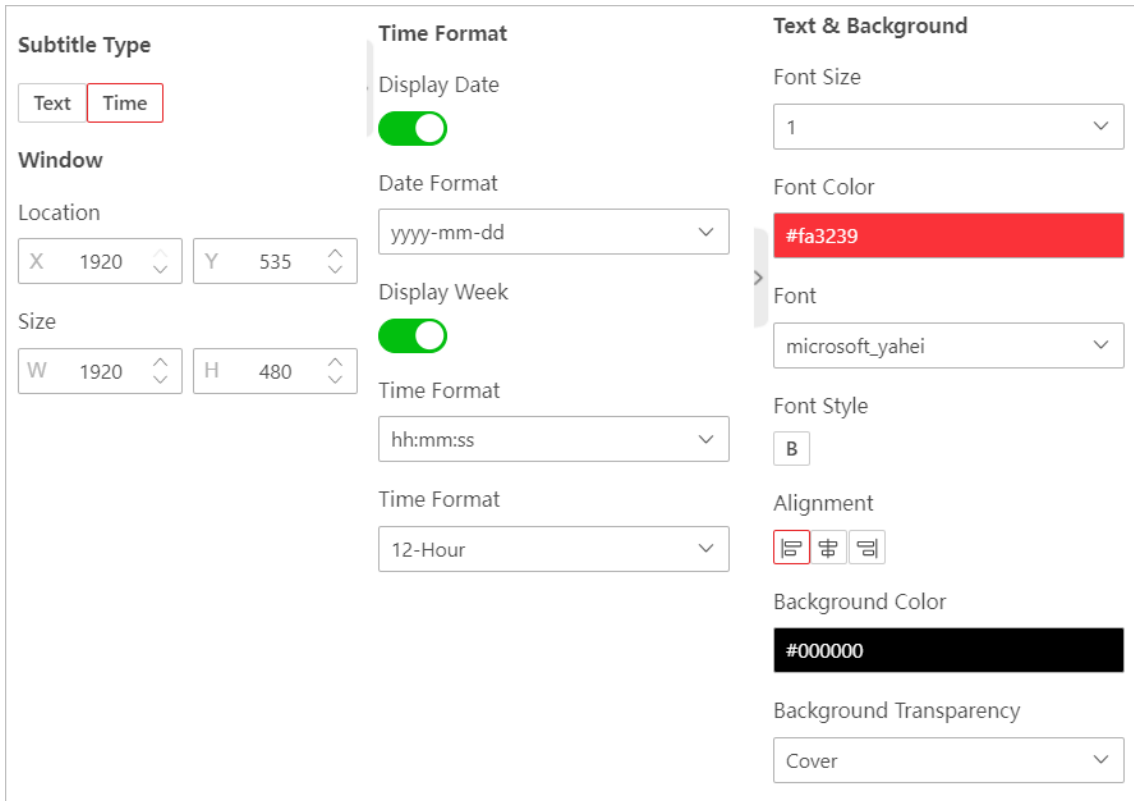 Subtitle Type
Text Time
Window
Location
X 1920 Y 535
Size
W 1920 H 480
Time Format
Display Date
Date Format
yyyy-mm-dd
Display Week
Time Format
hh:mm:ss
Time Format
12-Hour
Text & Background
Font Size
1
Font Color
#fa3239
Font
microsoft_yahei
Font Style
B
Alignment
Background Color
#000000
Background Transparency
Cover